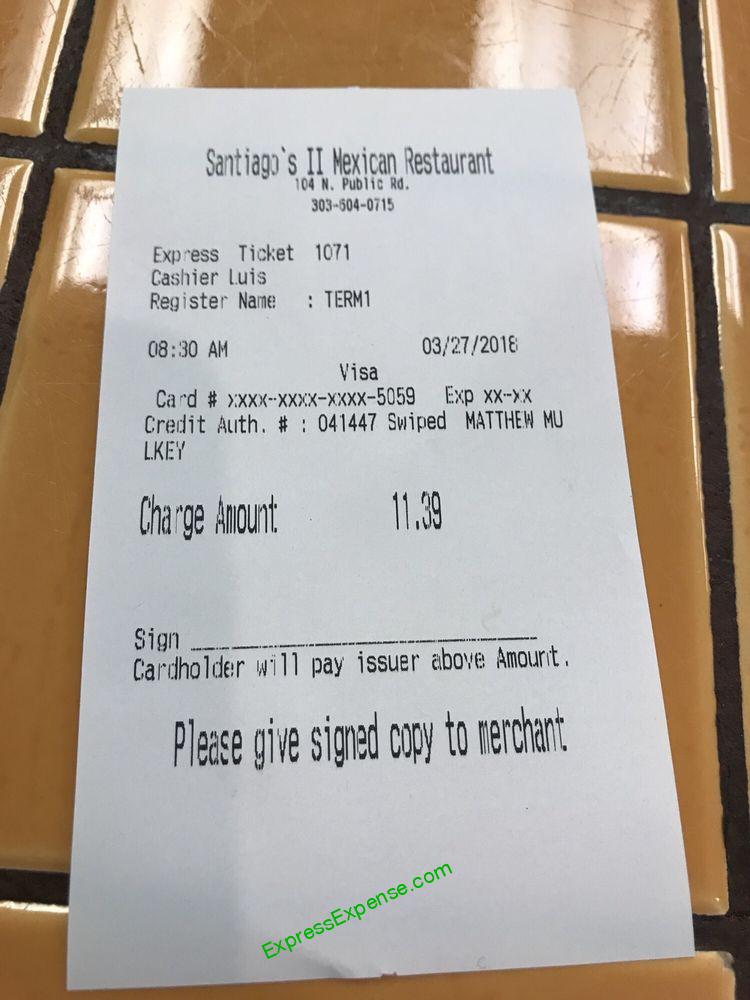 Santiago`s II Mexican Restaurant
104 N. Public Rd.
303-604-0715
Express Ticket 1071
Cashier Luis
Register Name : TERM1
08:30 AM 03/27/2018
Visa
Card # xxxx-xxxx-xxxx-5059 Exp xx-xx
Credit Auth. # : 041447 Swiped MATTHEW MU
LKEY
Charge Amount 11.39
Sign
Cardholder will pay issuer above Amount.
Please give signed copy to merchant
ExpressExpense.com